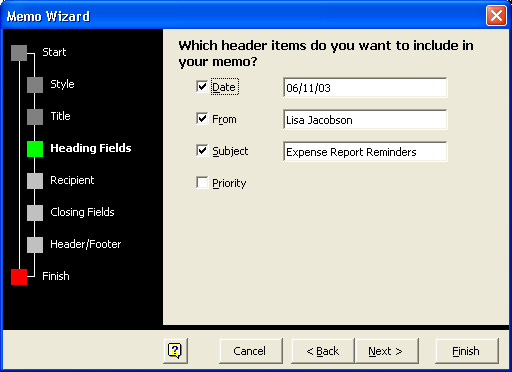 Memo Wizard
Start
Style
Title
Heading Fields
Recipient
Closing Fields
Header/Footer
Finish
Which header items do you want to include in
your memo?
Date 06/11/03
From Lisa Jacobson
Subject Expense Report Reminders
Priority
? Cancel < Back Next > Finish